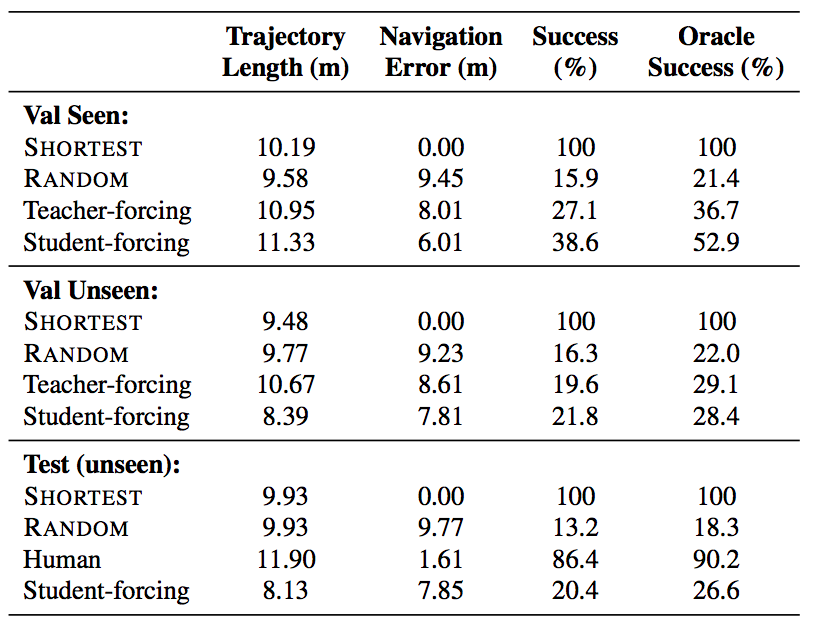 Trajectory Navigation Success Oracle
Length (m) Error (m) (%) Success (%)
Val Seen:
SHORTEST 10.19 0.00 100 100
RANDOM 9.58 9.45 15.9 21.4
Teacher-forcing 10.95 8.01 27.1 36.7
Student-forcing 11.33 6.01 38.6 52.9
Val Unseen:
SHORTEST 9.48 0.00 100 100
RANDOM 9.77 9.23 16.3 22.0
Teacher-forcing 10.67 8.61 19.6 29.1
Student-forcing 8.39 7.81 21.8 28.4
Test (unseen):
SHORTEST 9.93 0.00 100 100
RANDOM 9.93 9.77 13.2 18.3
Human 11.90 1.61 86.4 90.2
Student-forcing 8.13 7.85 20.4 26.6